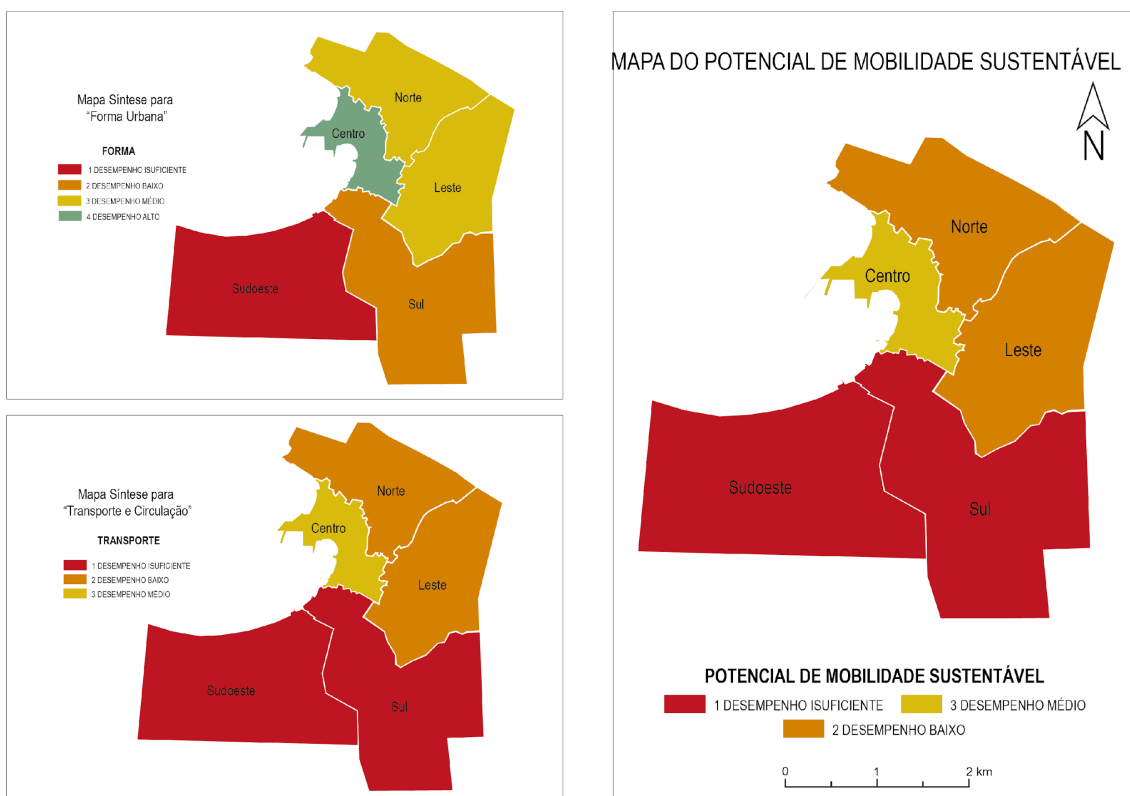 Mapa Síntese para
“Forma Urbana”
FORMA
1 DESEMPENHO ISUFICIENTE
2 DESEMPENHO BAIXO
3 DESEMPENHO MÉDIO
4 DESEMPENHO ALTO
Norte
Centro
Leste
Sudoeste
Sul
Mapa Síntese para
“Transporte e Circulação”
TRANSPORTE
1 DESEMPENHO ISUFICIENTE
2 DESEMPENHO BAIXO
3 DESEMPENHO MÉDIO
Norte
Centro
Leste
Sudoeste
Sul
MAPA DO POTENCIAL DE MOBILIDADE SUSTENTÁVEL
N
Norte
Centro
Leste
Sudoeste
Sul
POTENCIAL DE MOBILIDADE SUSTENTÁVEL
1 DESEMPENHO ISUFICIENTE 3 DESEMPENHO MÉDIO
2 DESEMPENHO BAIXO
0 1 2 km